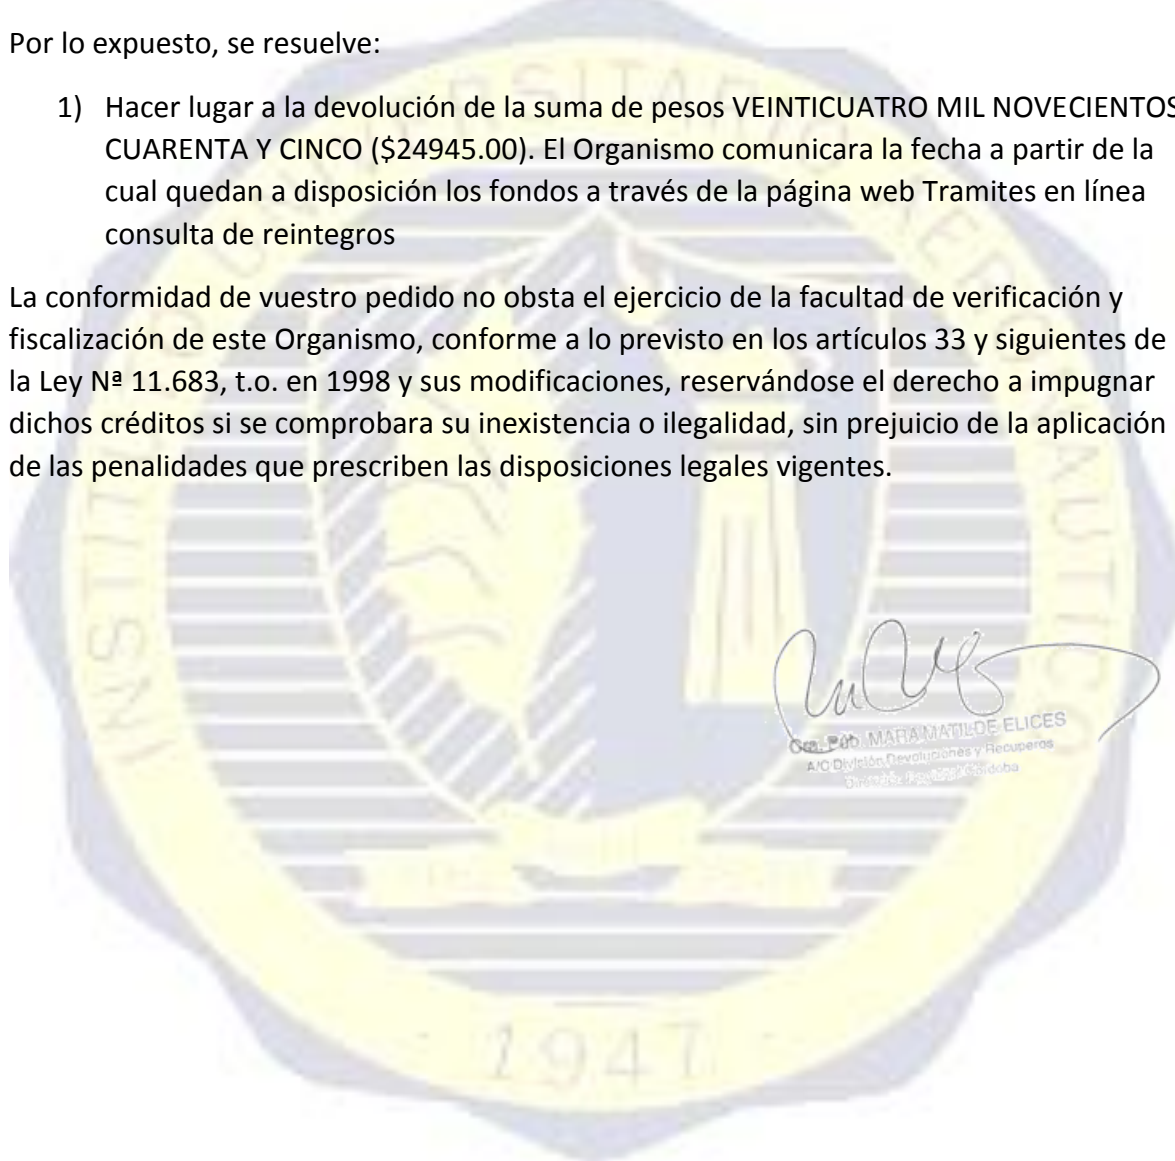 Por lo expuesto, se resuelve:
1) Hacer lugar a la devolución de la suma de pesos VEINTICUATRO MIL NOVECIENTOS
CUARENTA Y CINCO ($24945.00). El Organismo comunicara la fecha a partir de la
cual quedan a disposición los fondos a través de la página web Tramites en línea
consulta de reintegros
La conformidad de vuestro pedido no obsta el ejercicio de la facultad de verificación y
fiscalización de este Organismo, conforme a lo previsto en los artículos 33 y siguientes de
la Ley Nª 11.683, t.o. en 1998 y sus modificaciones, reservándose el derecho a impugnar
dichos créditos si se comprobara su inexistencia o ilegalidad, sin prejuicio de la aplicación
de las penalidades que prescriben las disposiciones legales vigentes.
Púb. MARA MATILDE ELICES
A/C División Devoluciones y Recuperos
Córdoba
INSTITUTO UNIVERSITARIO AERONAUTICO
1947